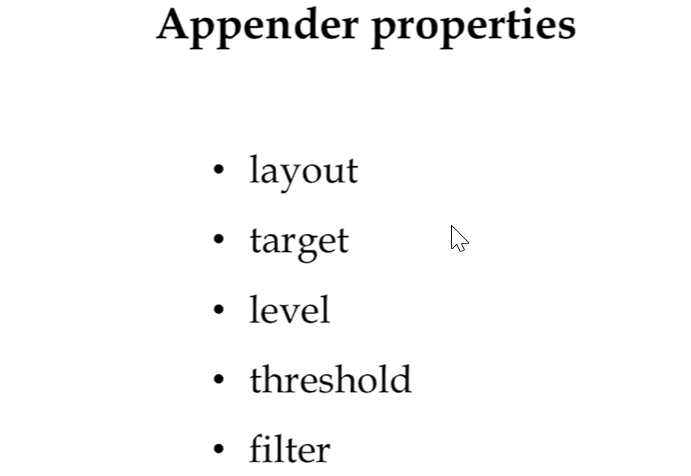 Appender properties
• layout
• target
• level
• threshold
• filter